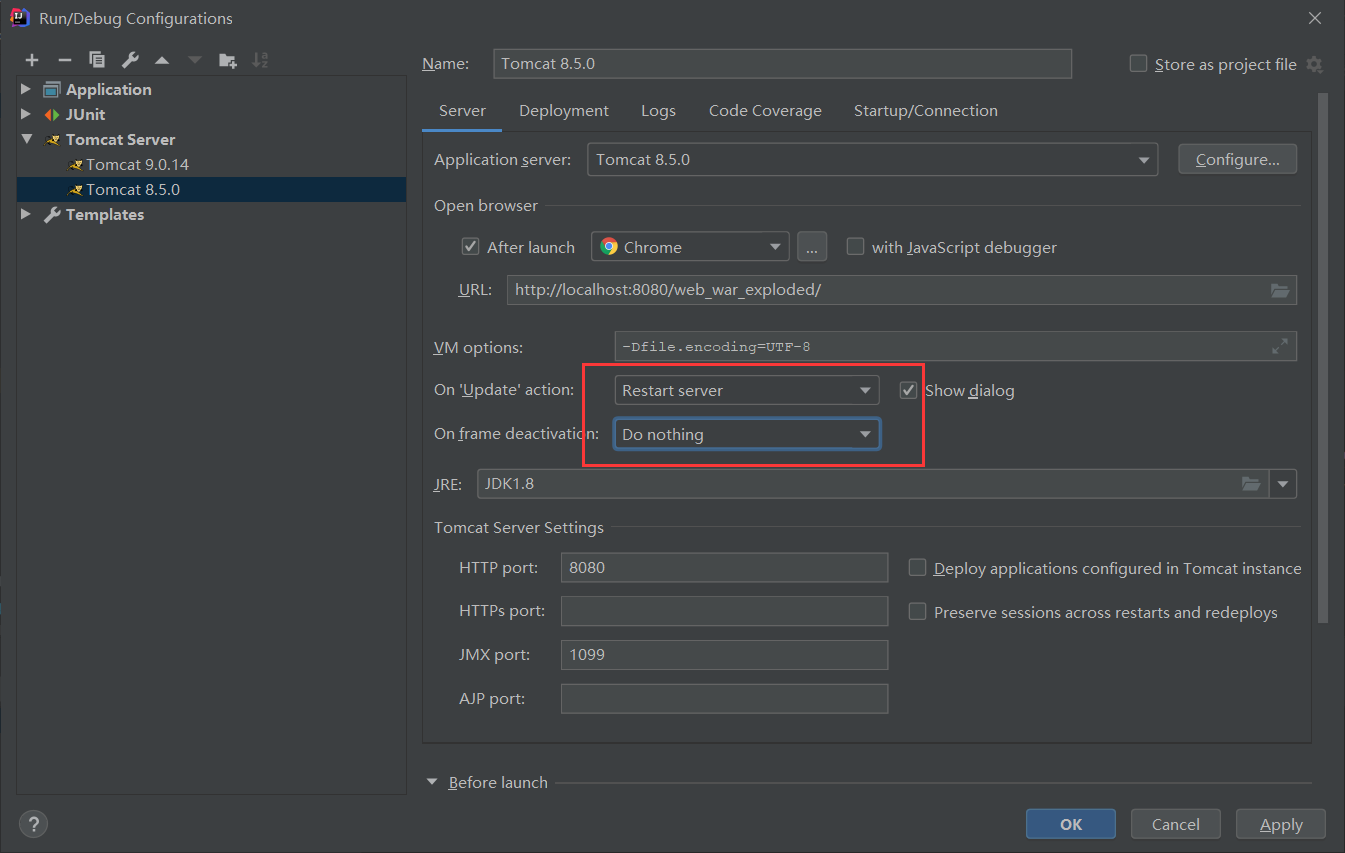 Run/Debug Configurations
Name: Tomcat 8.5.0 Store as project file
Application
JUnit
Tomcat Server
Tomcat 9.0.14
Tomcat 8.5.0
Templates
Server Deployment Logs Code Coverage Startup/Connection
Application server: Tomcat 8.5.0 Configure...
Open browser
After launch Chrome ... with JavaScript debugger
URL: http://localhost:8080/web_war_exploded/
VM options: -Dfile.encoding=UTF-8
On 'Update' action: Restart server Show dialog
On frame deactivation: Do nothing
JRE: JDK1.8
Tomcat Server Settings
HTTP port: 8080 Deploy applications configured in Tomcat instance
HTTPs port: Preserve sessions across restarts and redeploys
JMX port: 1099
AJP port:
Before launch
? OK Cancel Apply